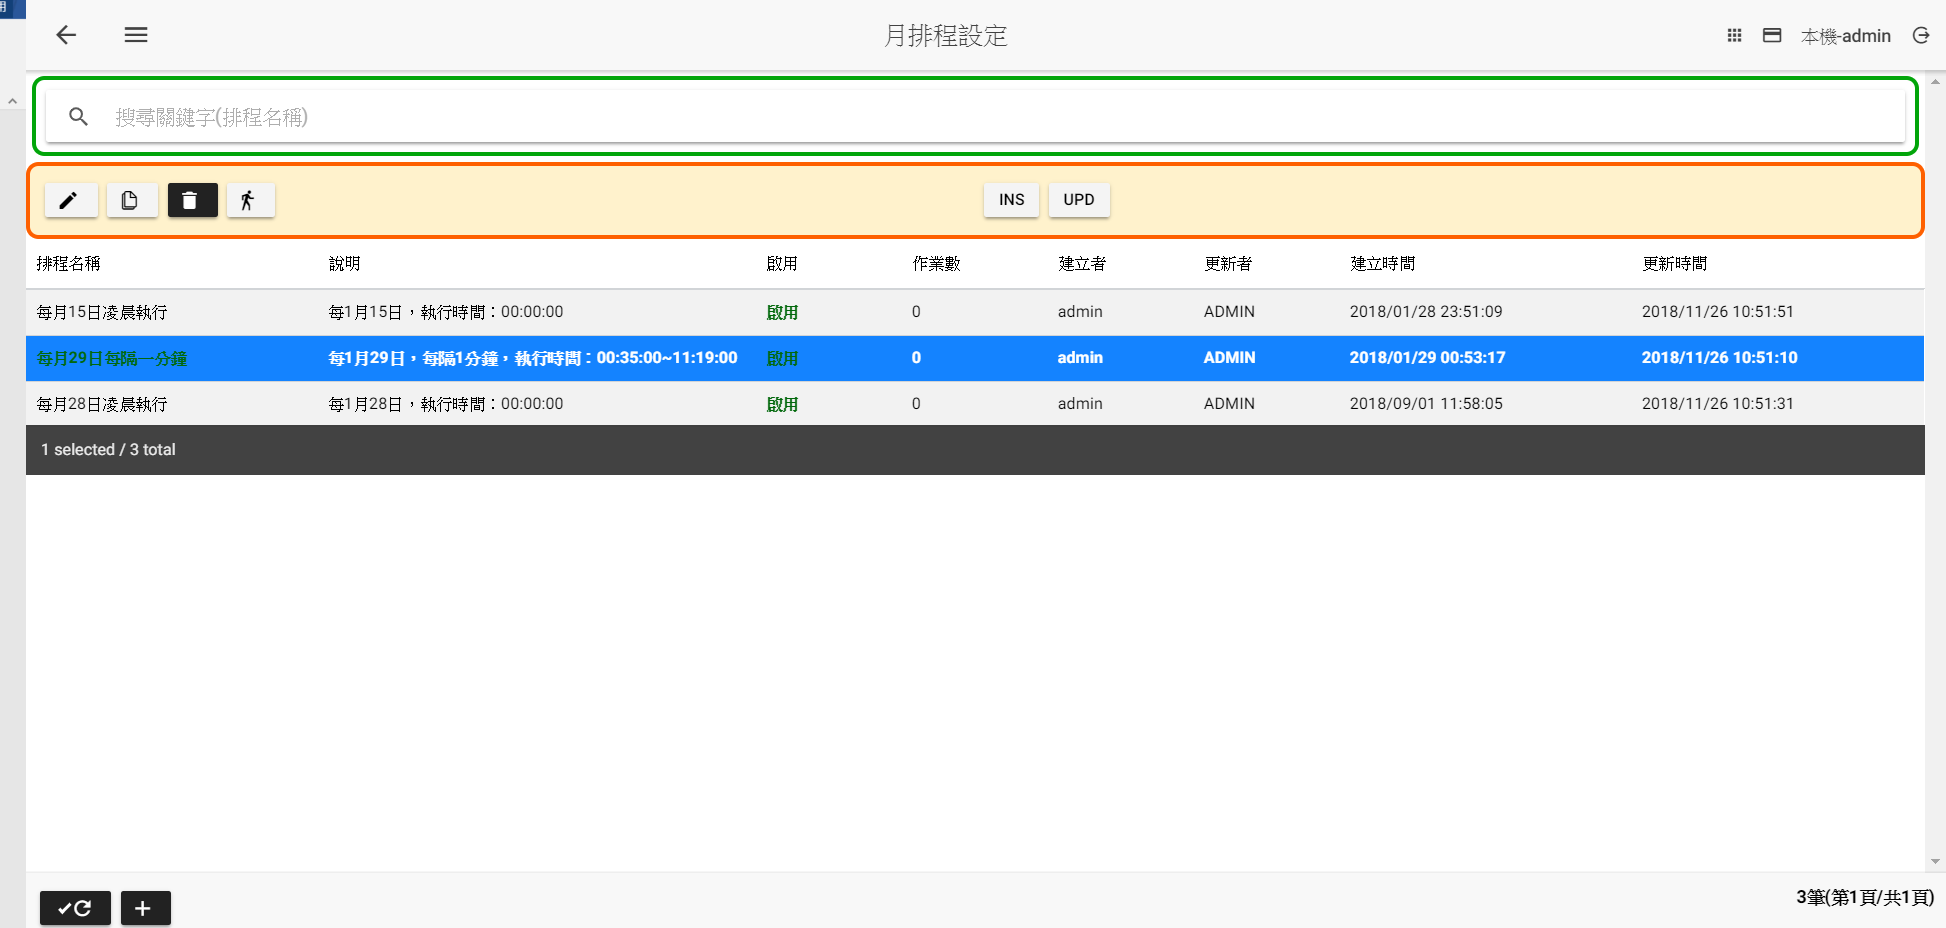 用
月排程設定
本機-admin
搜尋關鍵字(排程名稱)
INS UPD
排程名稱 說明 啟用 作業數 建立者 更新者 建立時間 更新時間
每月15日凌晨執行 每1月15日，執行時間：00:00:00 啟用 0 admin ADMIN 2018/01/28 23:51:09 2018/11/26 10:51:51
每月29日每隔一分鐘 每1月29日，每隔1分鐘，執行時間：00:35:00~11:19:00 啟用 0 admin ADMIN 2018/01/29 00:53:17 2018/11/26 10:51:10
每月28日凌晨執行 每1月28日，執行時間：00:00:00 啟用 0 admin ADMIN 2018/09/01 11:58:05 2018/11/26 10:51:31
1 selected / 3 total
3筆(第1頁/共1頁)